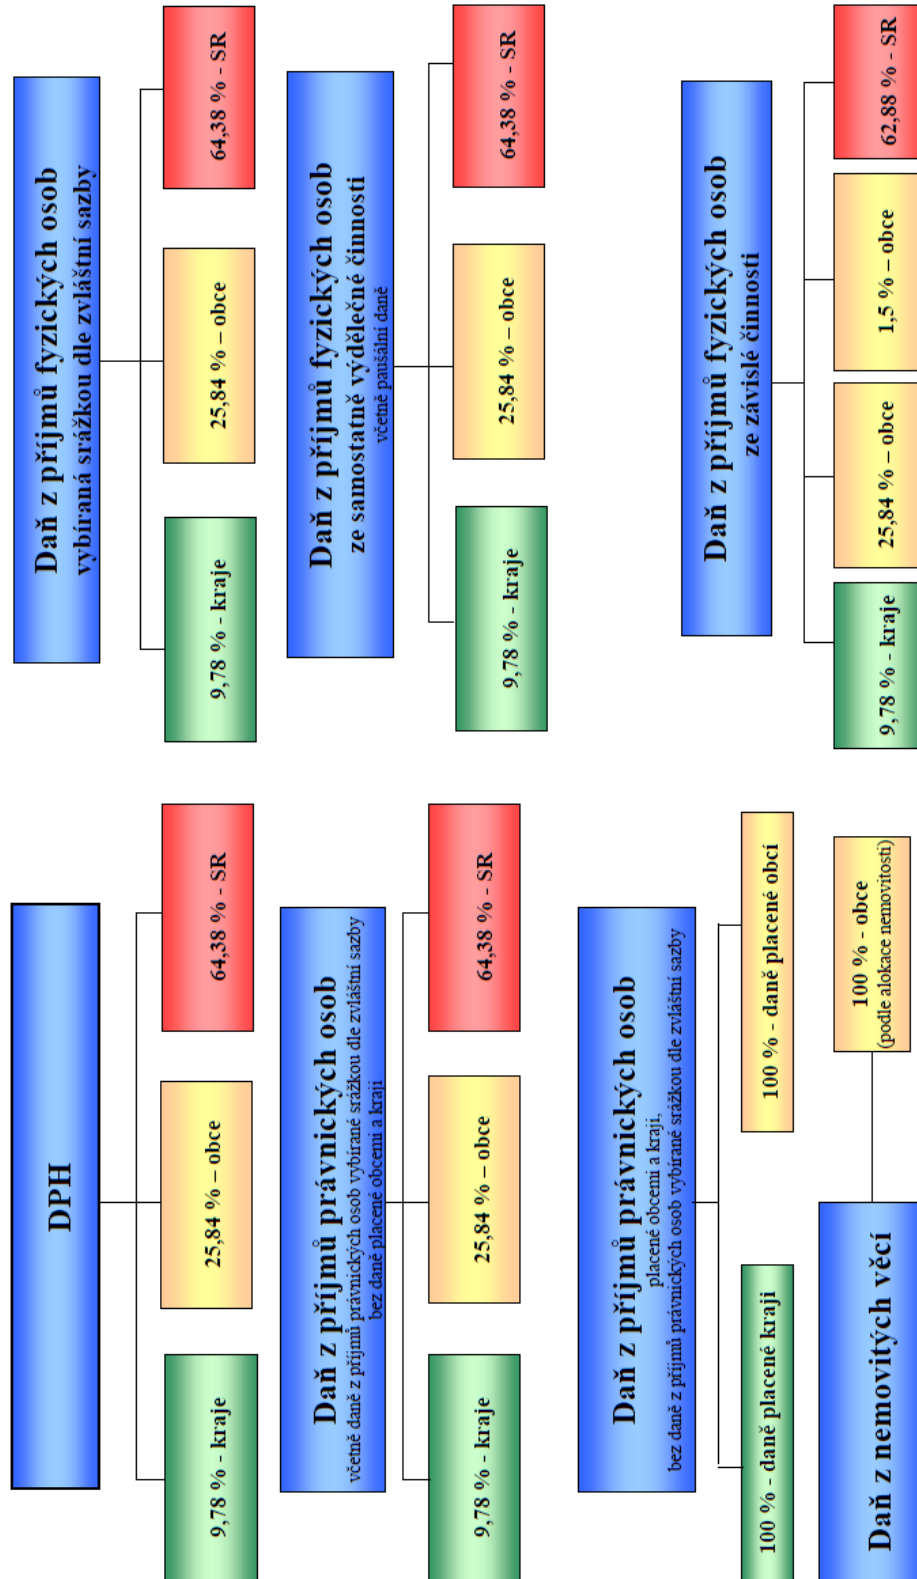 DPH
9,78 % - kraje
25,84 % – obce
64,38 % - SR
Daň z příjmů fyzických osob
vybíraná srážkou dle zvláštní sazby
9,78 % - kraje
25,84 % – obce
64,38 % - SR
Daň z příjmů právnických osob
včetně daně z příjmů právnických osob vybírané srážkou dle zvláštní sazby
bez daně placené obcemi a kraji
9,78 % - kraje
25,84 % – obce
64,38 % - SR
Daň z příjmů fyzických osob
ze samostatně výdělečné činnosti
včetně paušální daně
9,78 % - kraje
25,84 % – obce
64,38 % - SR
Daň z příjmů právnických osob
placené obcemi a kraji,
bez daně z příjmů právnických osob vybírané srážkou dle zvláštní sazby
100 % - daně placené kraji
100 % - daně placené obcí
Daň z příjmů fyzických osob
ze závislé činnosti
9,78 % - kraje
25,84 % – obce
1,5 % – obce
62,88 % - SR
Daň z nemovitých věcí
100 % - obce
(podle alokace nemovitosti)